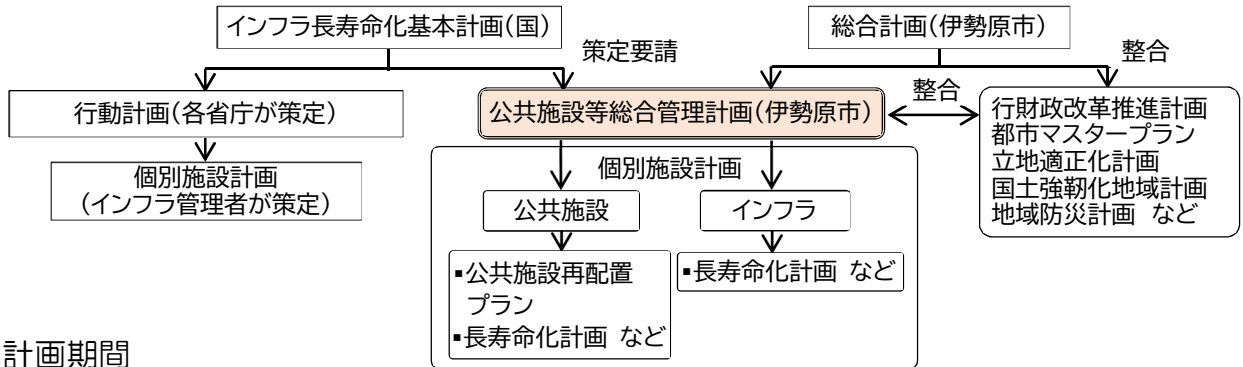 インフラ長寿命化基本計画（国）
総合計画（伊勢原市）
策定要請
整合
行動計画（各省庁が策定）
公共施設等総合管理計画（伊勢原市）
整合
行財政改革推進計画
都市マスタープラン
立地適正化計画
国土強靭化地域計画
地域防災計画 など
個別施設計画
（インフラ管理者が策定）
個別施設計画
公共施設
インフラ
▪公共施設再配置
プラン
▪長寿命化計画 など
▪長寿命化計画 など
計画期間